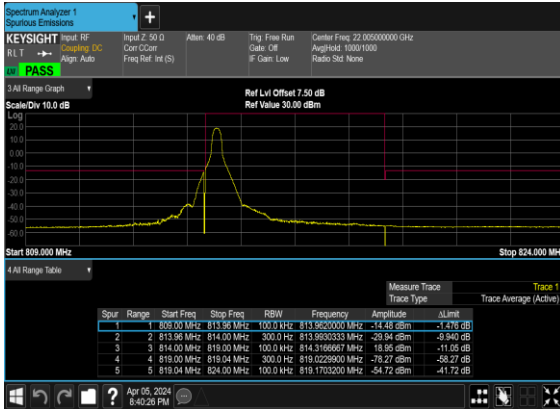 Spectrum Analyzer 1
Spurious Emissions
KEYSIGHT Input: RF Input Z: 50 Ω Atten: 40 dB Trig: Free Run Center Freq: 22.005000000 GHz
RLT Coupling: DC Corr CCorr Gate: Off Avg|Hold: 1000/1000
Align: Auto Freq Ref: Int (S) IF Gain: Low Radio Std: None
PASS
3 All Range Graph
Ref Lvl Offset 7.50 dB
Scale/Div 10.0 dB Ref Value 30.00 dBm
Log
20.0
10.0
0.00
-10.0
-20.0
-30.0
-40.0
-50.0
-60.0
Start 809.000 MHz Stop 824.000 MH
4 All Range Table
Measure Trace Trace 1
Trace Type Trace Average (Active)
Spur Range Start Freq Stop Freq RBW Frequency Amplitude ΔLimit
1 1 809.00 MHz 813.96 MHz 100.0 kHz 813.9620000 MHz -14.48 dBm -1.476 dB
2 2 813.96 MHz 814.00 MHz 300.0 Hz 813.9930333 MHz -29.94 dBm -9.940 dB
3 3 814.00 MHz 819.00 MHz 100.0 kHz 814.3166667 MHz 18.95 dBm -11.05 dB
4 4 819.00 MHz 819.04 MHz 300.0 Hz 819.0229900 MHz -78.27 dBm -58.27 dB
5 5 819.04 MHz 824.00 MHz 100.0 kHz 819.1703200 MHz -54.72 dBm -41.72 dB
Apr 05, 2024
8:40:26 PM